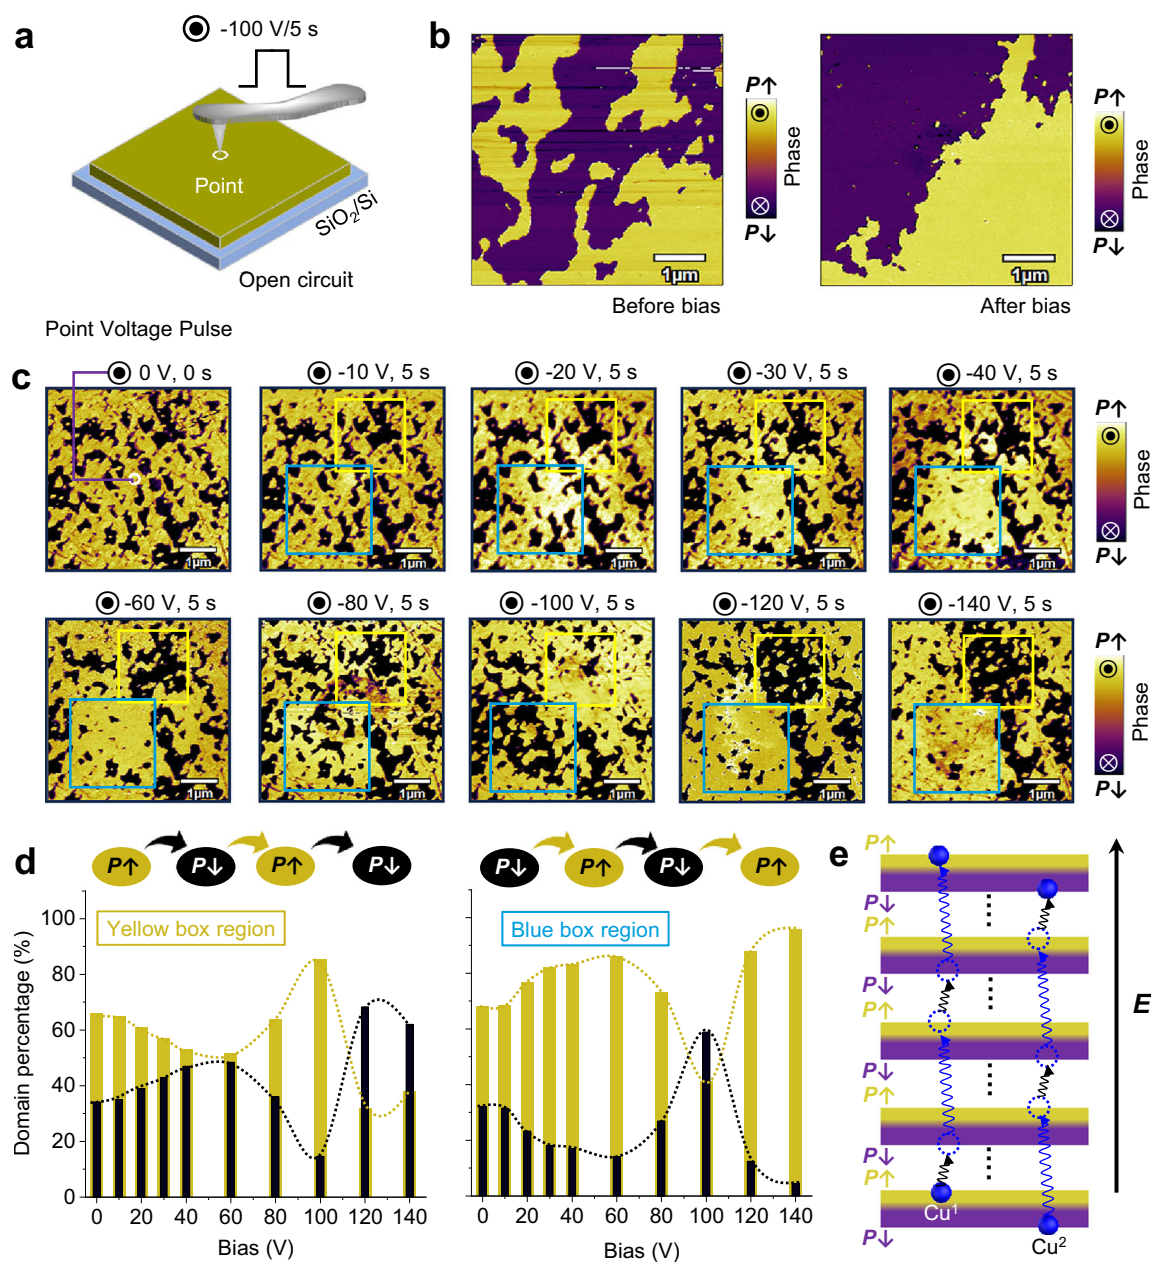 a
-100 V/5 s
Point
SiO2/Si
Open circuit
b
P↑
Phase
P↓
1μm
Before bias
P↑
Phase
P↓
1μm
After bias
Point Voltage Pulse
c
0 V, 0 s
-10 V, 5 s
-20 V, 5 s
-30 V, 5 s
-40 V, 5 s
1μm
1μm
1μm
1μm
1μm
P↑
Phase
P↓
-60 V, 5 s
-80 V, 5 s
-100 V, 5 s
-120 V, 5 s
-140 V, 5 s
1μm
1μm
1μm
1μm
1μm
P↑
Phase
P↓
d
P↑ P↓ P↑ P↓
Yellow box region
Domain percentage (%)
100
80
60
40
20
0
0 20 40 60 80 100 120 140
Bias (V)
P↓ P↑ P↓ P↑
Blue box region
0 20 40 60 80 100 120 140
Bias (V)
e
P↑
P↓
P↑
P↓
P↑
P↓
P↑
P↓
P↑
P↓
Cu1
Cu2
E